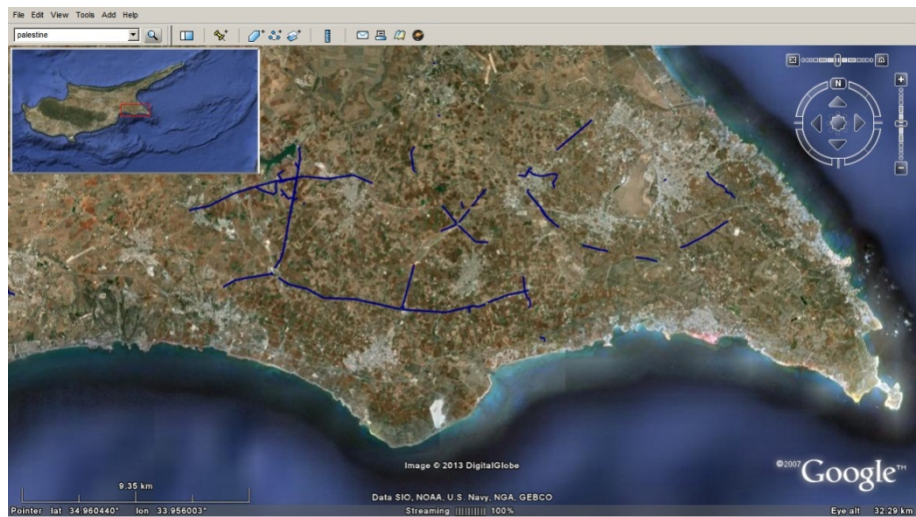 File Edit View Tools Add Help
palestine
N
Image © 2013 DigitalGlobe
©2007 Google™
9.35 km
Data SIO, NOAA, U.S. Navy, NGA, GEBCO
Pointer lat 34.960440° lon 33.956003° Streaming |||||||||| 100% Eye alt 32.29 km